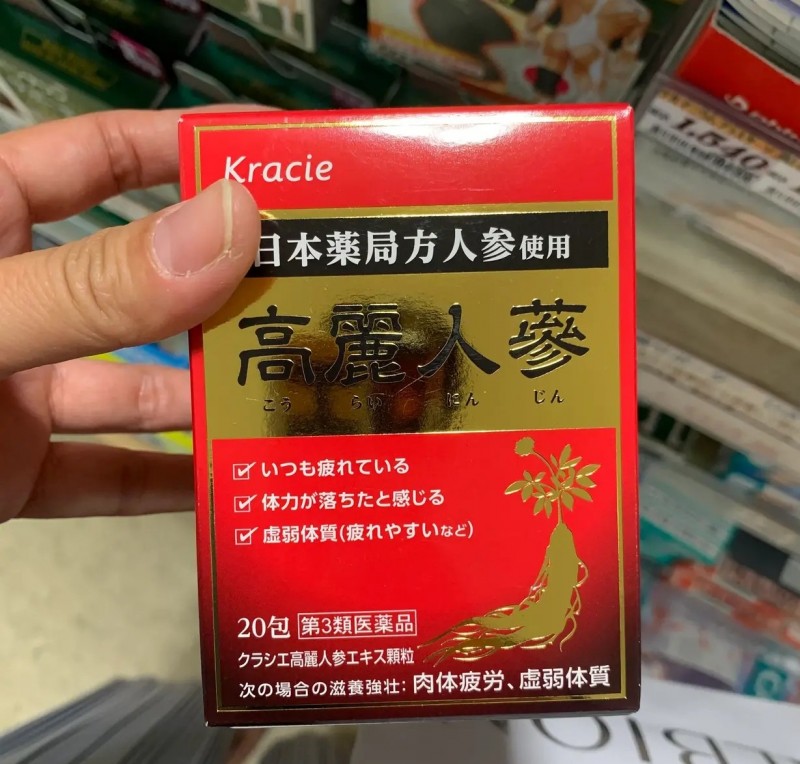 Kracie
日本薬局方人参使用
高麗人蔘
こう らい にん じん
いつも疲れている
体力が落ちたと感じる
虚弱体質(疲れやすいなど)
20包 第3類医薬品
クラシエ高麗人参エキス顆粒
次の場合の滋養強壮: 肉体疲労、虚弱体質
1,540